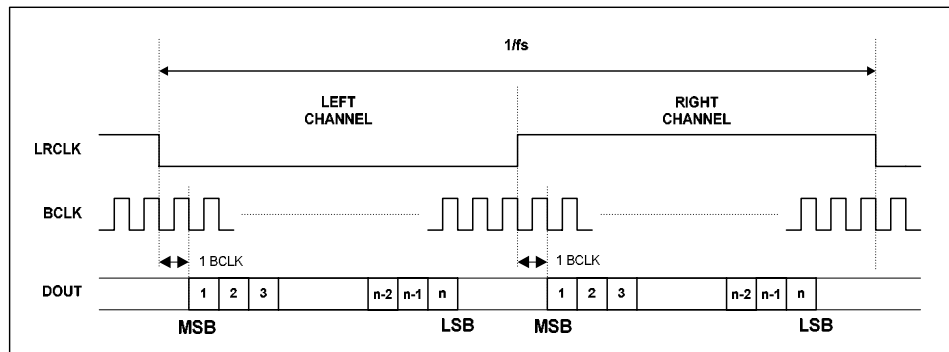 1/fs
LEFT
CHANNEL
RIGHT
CHANNEL
LRCLK
BCLK
1 BCLK
1 BCLK
DOUT
1 2 3 n-2 n-1 n 1 2 3 n-2 n-1 n
MSB LSB MSB LSB